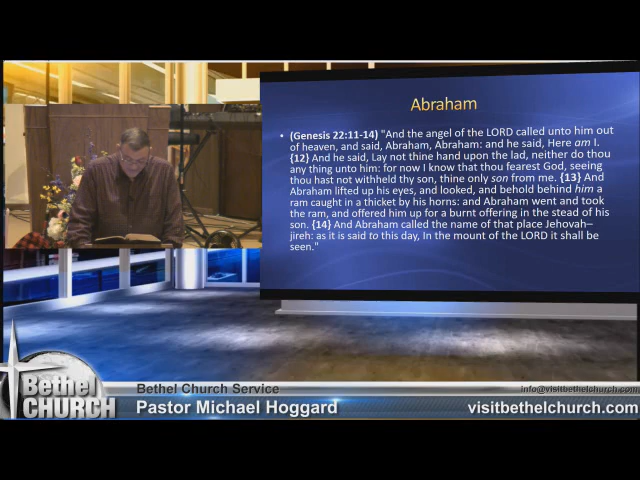 Abraham
• (Genesis 22:11-14) "And the angel of the LORD called unto him out
of heaven, and said, Abraham, Abraham: and he said, Here am I.
{12} And he said, Lay not thine hand upon the lad, neither do thou
any thing unto him: for now I know that thou fearest God, seeing
thou hast not withheld thy son, thine only son from me. {13} And
Abraham lifted up his eyes, and looked, and behold behind him a
ram caught in a thicket by his horns: and Abraham went and took
the ram, and offered him up for a burnt offering in the stead of his
son. {14} And Abraham called the name of that place Jehovah–
jireh: as it is said to this day, In the mount of the LORD it shall be
seen."
Bethel
CHURCH
Bethel Church Service
info@visitbethelchurch.com
Pastor Michael Hoggard
visitbethelchurch.com